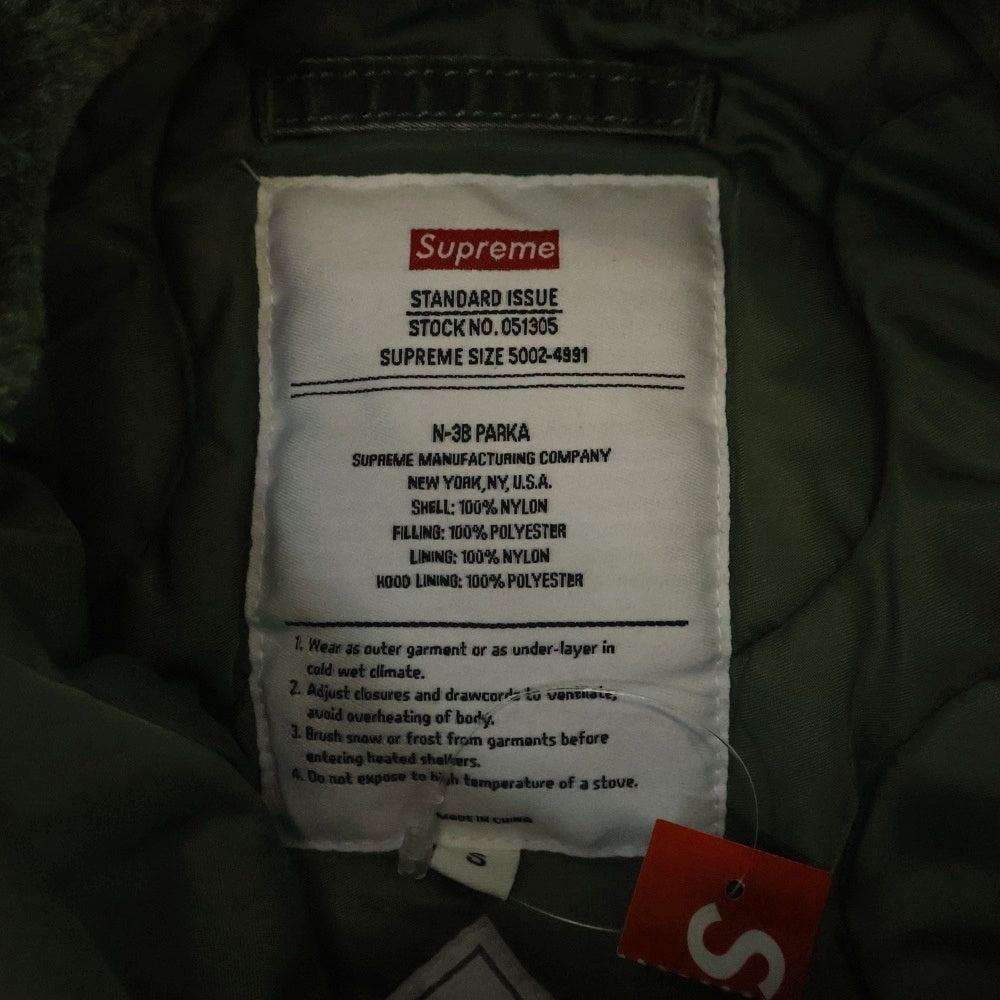 Supreme
STANDARD ISSUE
STOCK NO. 051305
SUPREME SIZE 5002-4991
N-3B PARKA
SUPREME MANUFACTURING COMPANY
NEW YORK, NY, U.S.A.
SHELL: 100% NYLON
FILLING: 100% POLYESTER
LINING: 100% NYLON
HOOD LINING: 100% POLYESTER
1. Wear as outer garment or as under-layer in
cold wet climate.
2. Adjust closures and drawcords to ventilate,
avoid overheating of body.
3. Brush snow or frost from garments before
entering heated shelters.
4. Do not expose to high temperature of a stove.
MADE IN CHINA
S
S